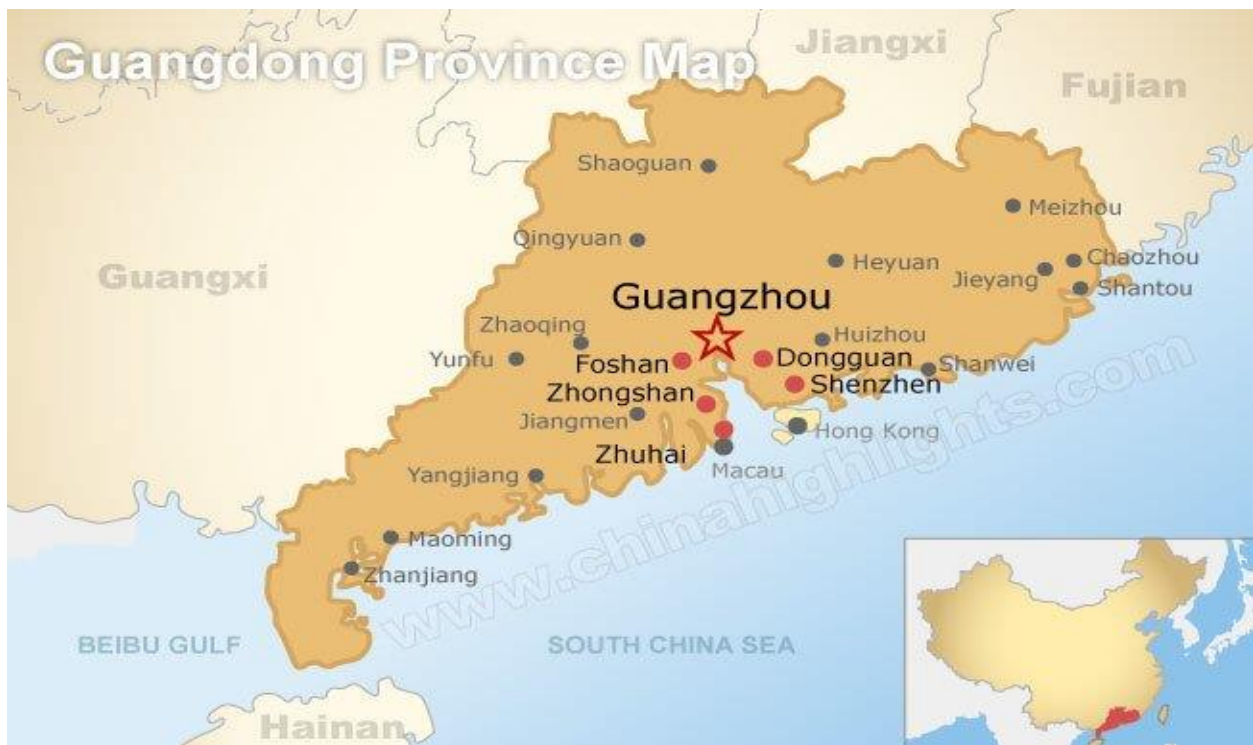 Guangdong Province Map
Jiangxi
Fujian
Shaoguan
Meizhou
Qingyuan
Guangxi
Heyuan
Chaozhou
Jieyang
Shantou
Guangzhou
Zhaoqing
Huizhou
Yunfu
Foshan
Dongguan
Shanwei
Zhongshan
Shenzhen
Jiangmen
Hong Kong
Zhuhai
Macau
Yangjiang
Maoming
Zhanjiang
www.chinahighlights.com
BEIBU GULF
SOUTH CHINA SEA
Hainan